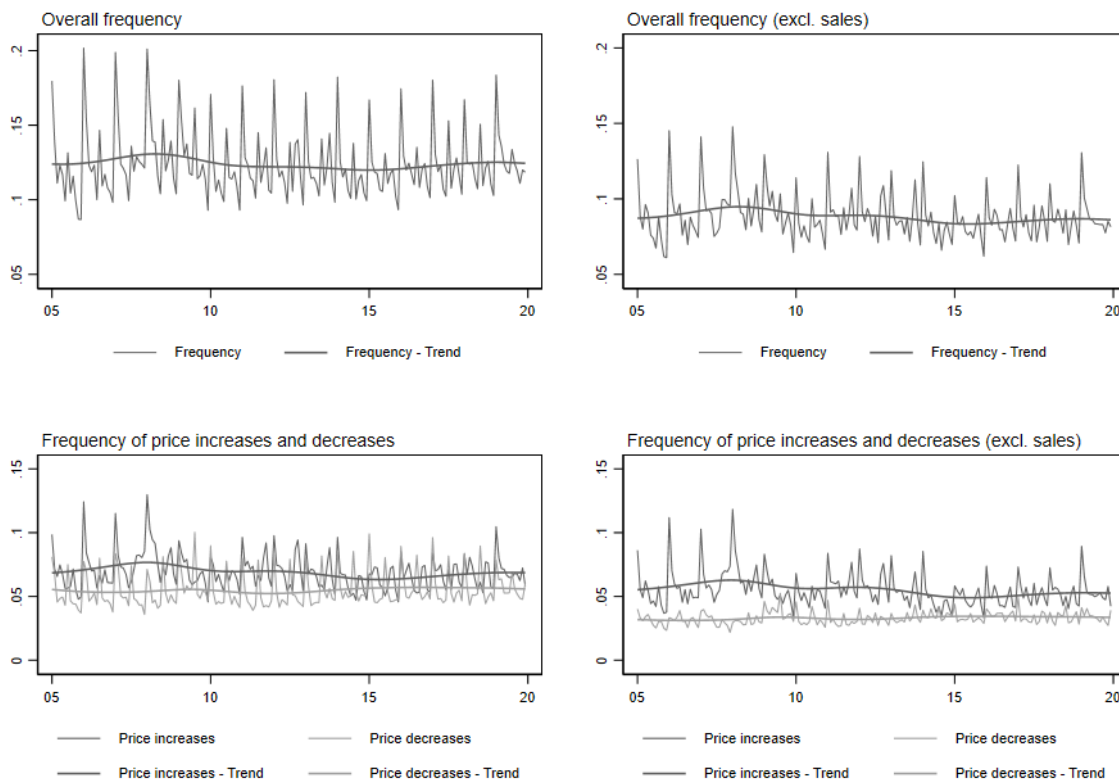 Overall frequency
.2
.15
.1
.05
05 10 15 20
Frequency Frequency - Trend
Overall frequency (excl. sales)
.2
.15
.1
.05
05 10 15 20
Frequency Frequency - Trend
Frequency of price increases and decreases
.15
.1
.05
0
05 10 15 20
Price increases Price decreases
Price increases - Trend Price decreases - Trend
Frequency of price increases and decreases (excl. sales)
.15
.1
.05
0
05 10 15 20
Price increases Price decreases
Price increases - Trend Price decreases - Trend